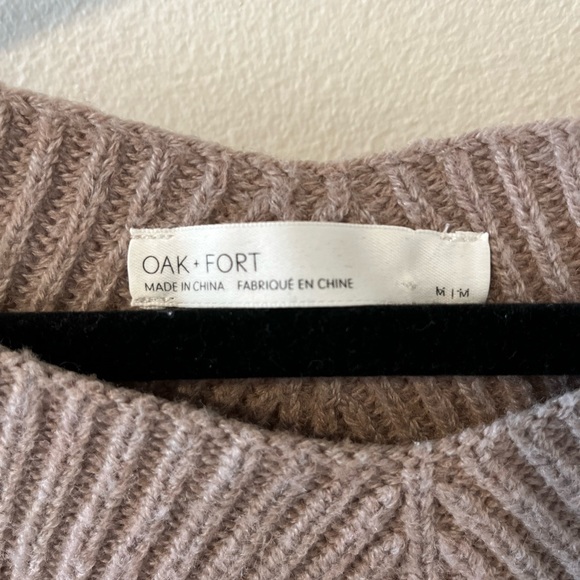 OAK + FORT
MADE IN CHINA FABRIQUÉ EN CHINE
M | M